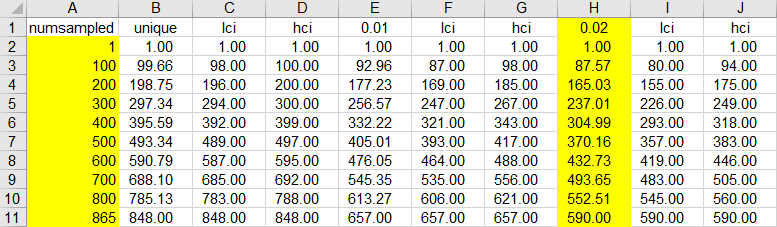 A B C D E F G H I J
1 numsampled unique lci hci 0.01 lci hci 0.02 lci hci
2 1 1.00 1.00 1.00 1.00 1.00 1.00 1.00 1.00 1.00
3 100 99.66 98.00 100.00 92.96 87.00 98.00 87.57 80.00 94.00
4 200 198.75 196.00 200.00 177.23 169.00 185.00 165.03 155.00 175.00
5 300 297.34 294.00 300.00 256.57 247.00 267.00 237.01 226.00 249.00
6 400 395.59 392.00 399.00 332.22 321.00 343.00 304.99 293.00 318.00
7 500 493.34 489.00 497.00 405.01 393.00 417.00 370.16 357.00 383.00
8 600 590.79 587.00 595.00 476.05 464.00 488.00 432.73 419.00 446.00
9 700 688.10 685.00 692.00 545.35 535.00 556.00 493.65 483.00 505.00
10 800 785.13 783.00 788.00 613.27 606.00 621.00 552.51 545.00 560.00
11 865 848.00 848.00 848.00 657.00 657.00 657.00 590.00 590.00 590.00